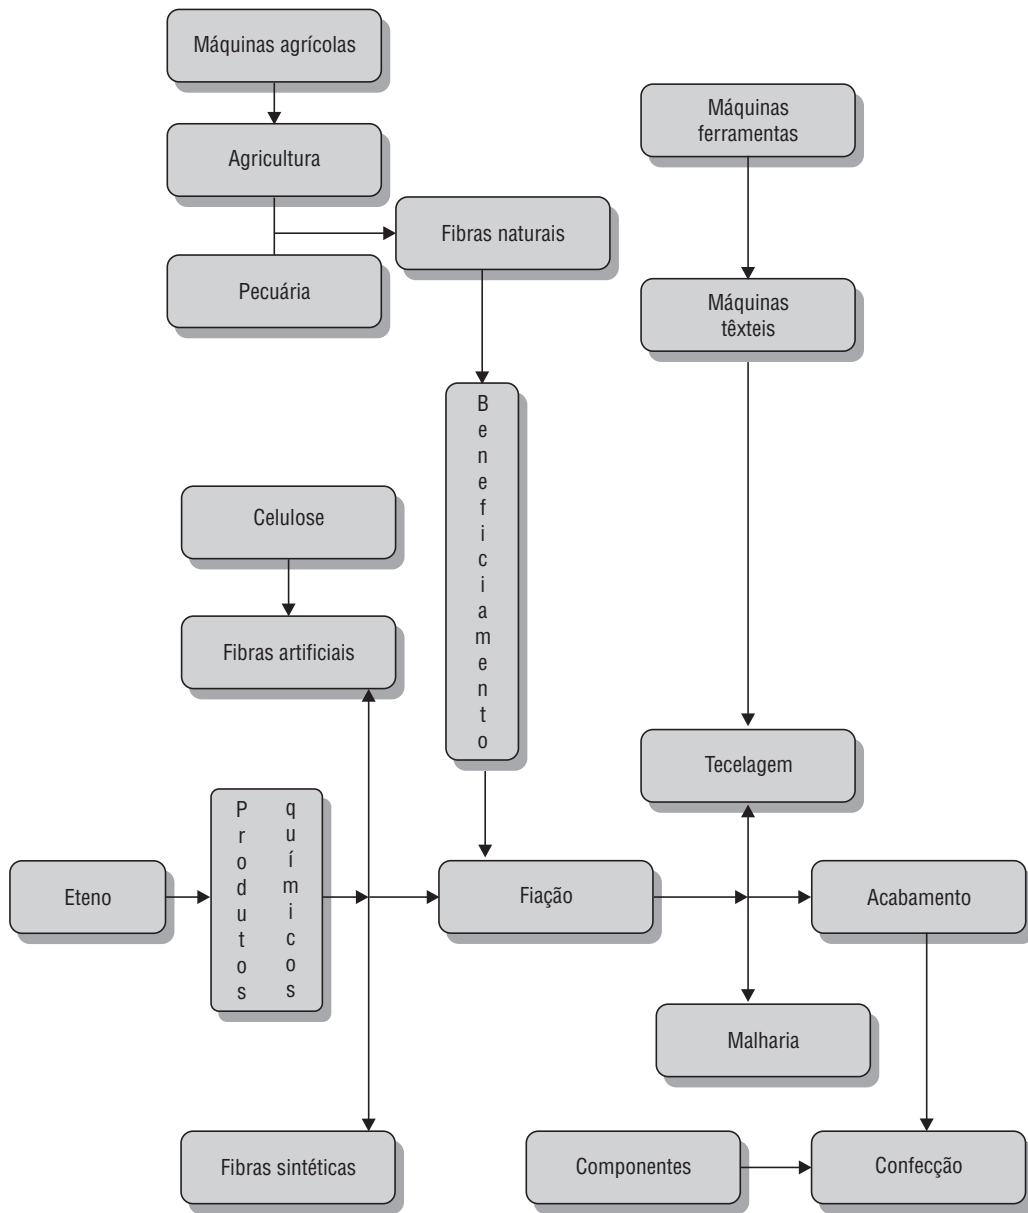 Máquinas agrícolas
Agricultura
Pecuária
Fibras naturais
Máquinas
ferramentas
Máquinas
têxteis
Beneficiamento
Celulose
Fibras artificiais
Tecelagem
Eteno
Produtos
químicos
Fiação
Acabamento
Malharia
Fibras sintéticas
Componentes
Confecção